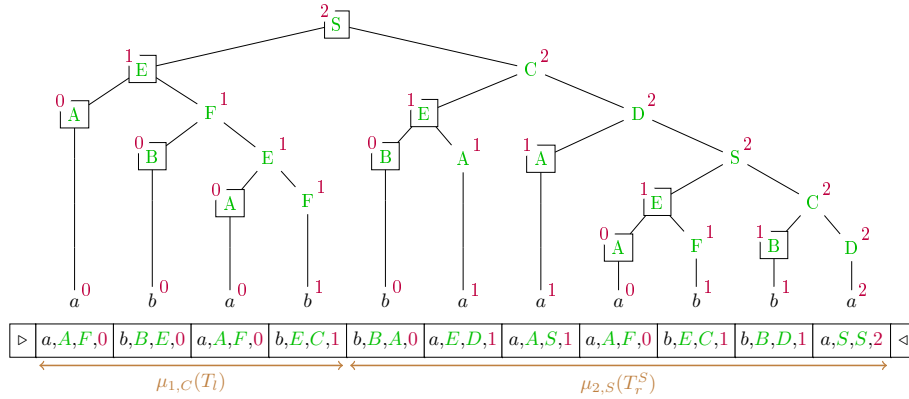 2 S
1 E C 2
0 A F 1 1 E D 2
0 B E 1 0 B A 1 1 A S 2
0 A F 1 1 E C 2
0 A F 1 1 B D 2
a 0 b 0 a 0 b 1 b 0 a 1 a 1 a 0 b 1 b 1 a 2
▷ a,A,F,0 b,B,E,0 a,A,F,0 b,E,C,1 b,B,A,0 a,E,D,1 a,A,S,1 a,A,F,0 b,E,C,1 b,B,D,1 a,S,S,2 ◁
μ1,C(Tl) μ2,S(TrS)